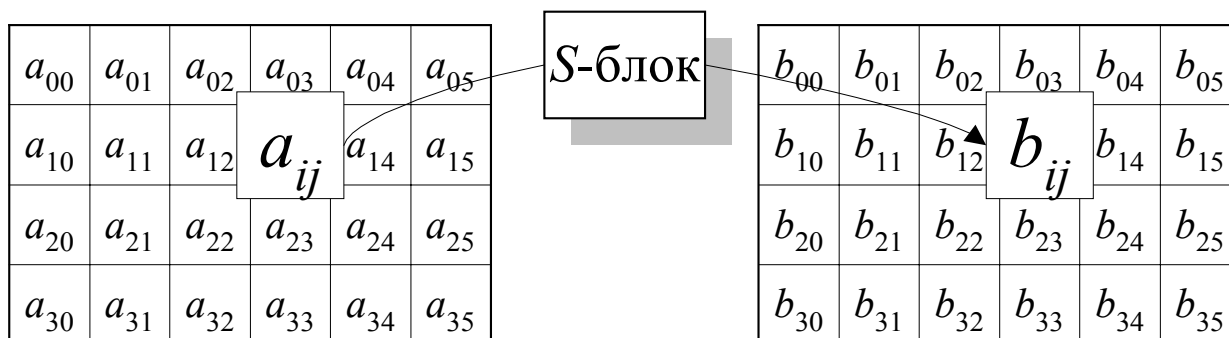 a00 a01 a02 a03 a04 a05 S-блок b00 b01 b02 b03 b04 b05
a10 a11 a12 aij a14 a15 b10 b11 b12 bij b14 b15
a20 a21 a22 a23 a24 a25 b20 b21 b22 b23 b24 b25
a30 a31 a32 a33 a34 a35 b30 b31 b32 b33 b34 b35